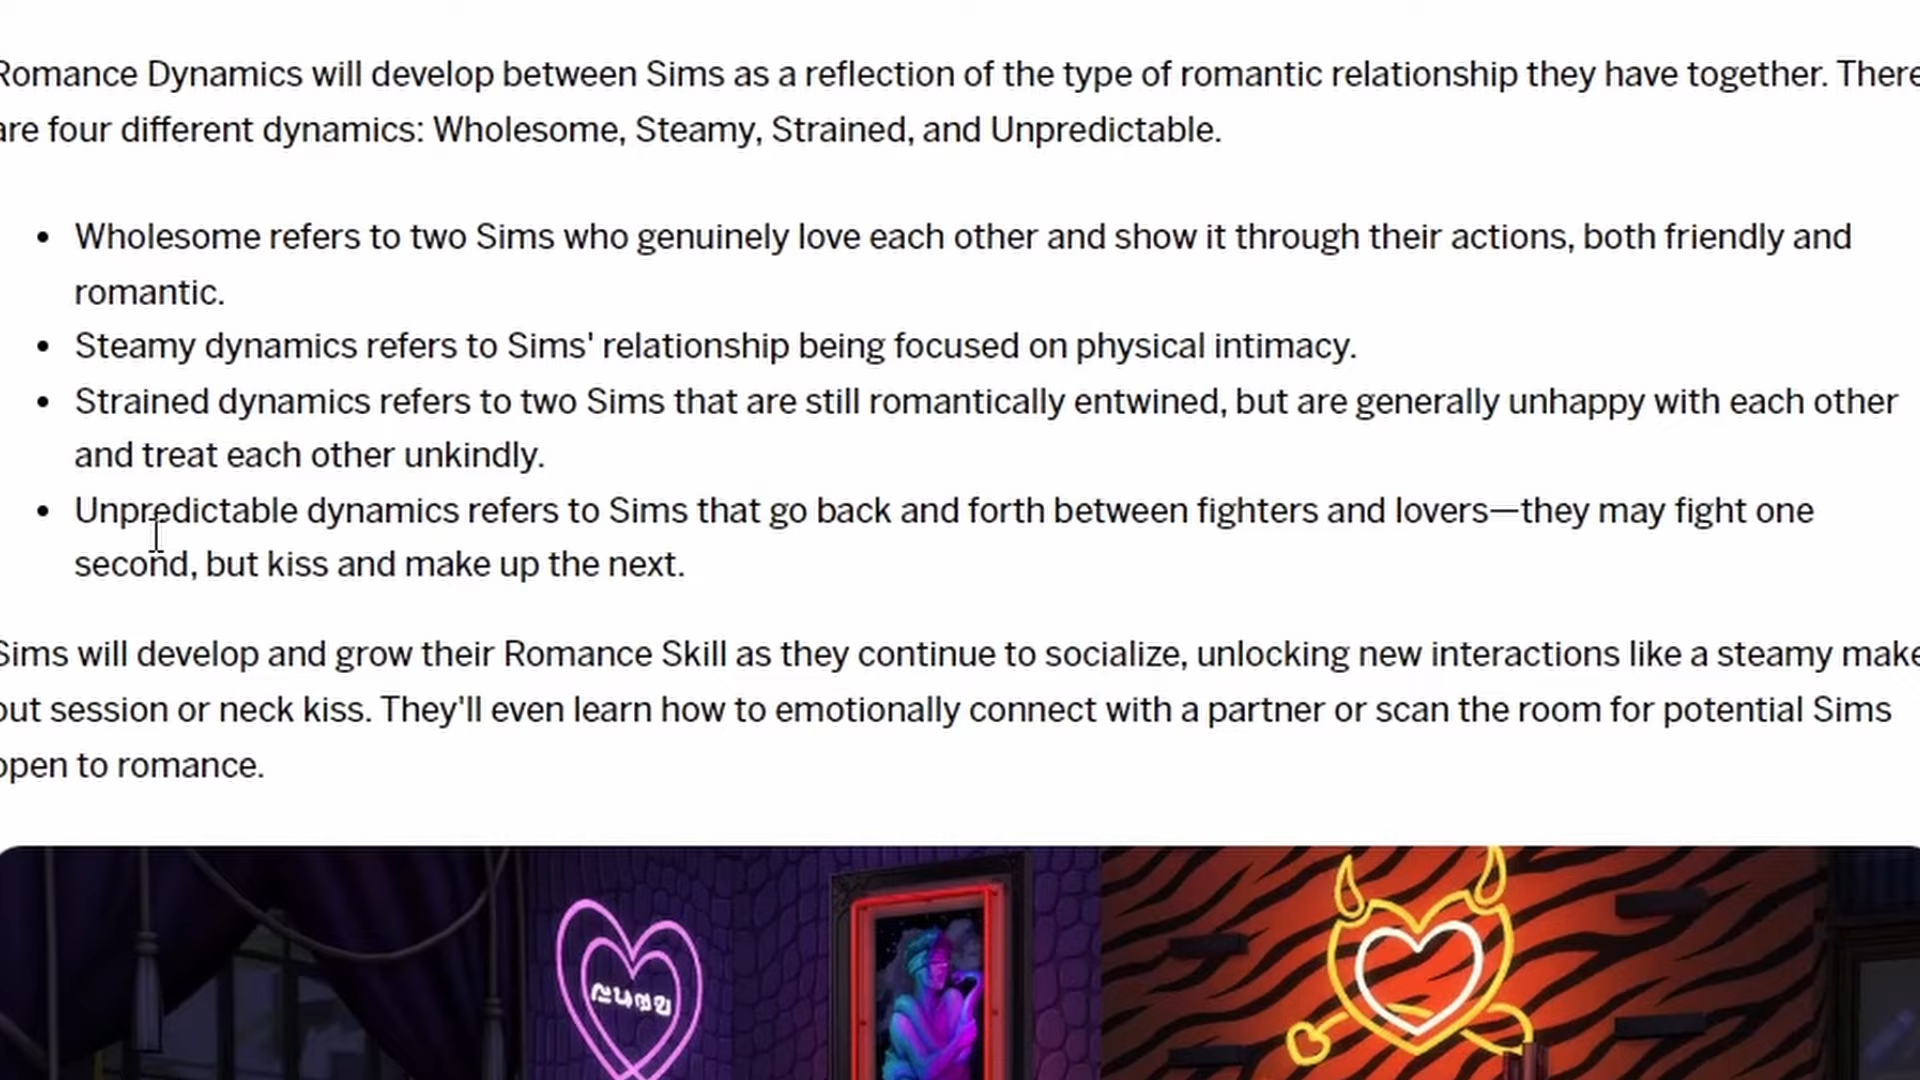 Romance Dynamics will develop between Sims as a reflection of the type of romantic relationship they have together. There
are four different dynamics: Wholesome, Steamy, Strained, and Unpredictable.
Wholesome refers to two Sims who genuinely love each other and show it through their actions, both friendly and
romantic.
Steamy dynamics refers to Sims' relationship being focused on physical intimacy.
Strained dynamics refers to two Sims that are still romantically entwined, but are generally unhappy with each other
and treat each other unkindly.
Unpredictable dynamics refers to Sims that go back and forth between fighters and lovers—they may fight one
second, but kiss and make up the next.
Sims will develop and grow their Romance Skill as they continue to socialize, unlocking new interactions like a steamy make
out session or neck kiss. They'll even learn how to emotionally connect with a partner or scan the room for potential Sims
open to romance.